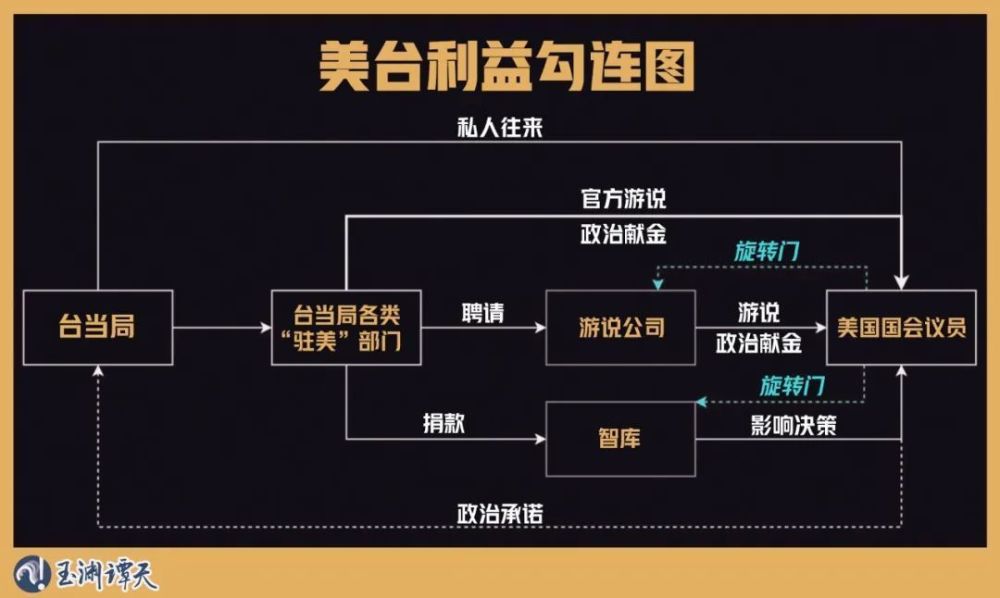 美台利益勾连图
私人往来
官方游说
政治献金
旋转门
台当局
台当局各类
“驻美”部门
聘请
游说公司
游说
政治献金
美国国会议员
旋转门
捐款
智库
影响决策
政治承诺
玉渊谭天